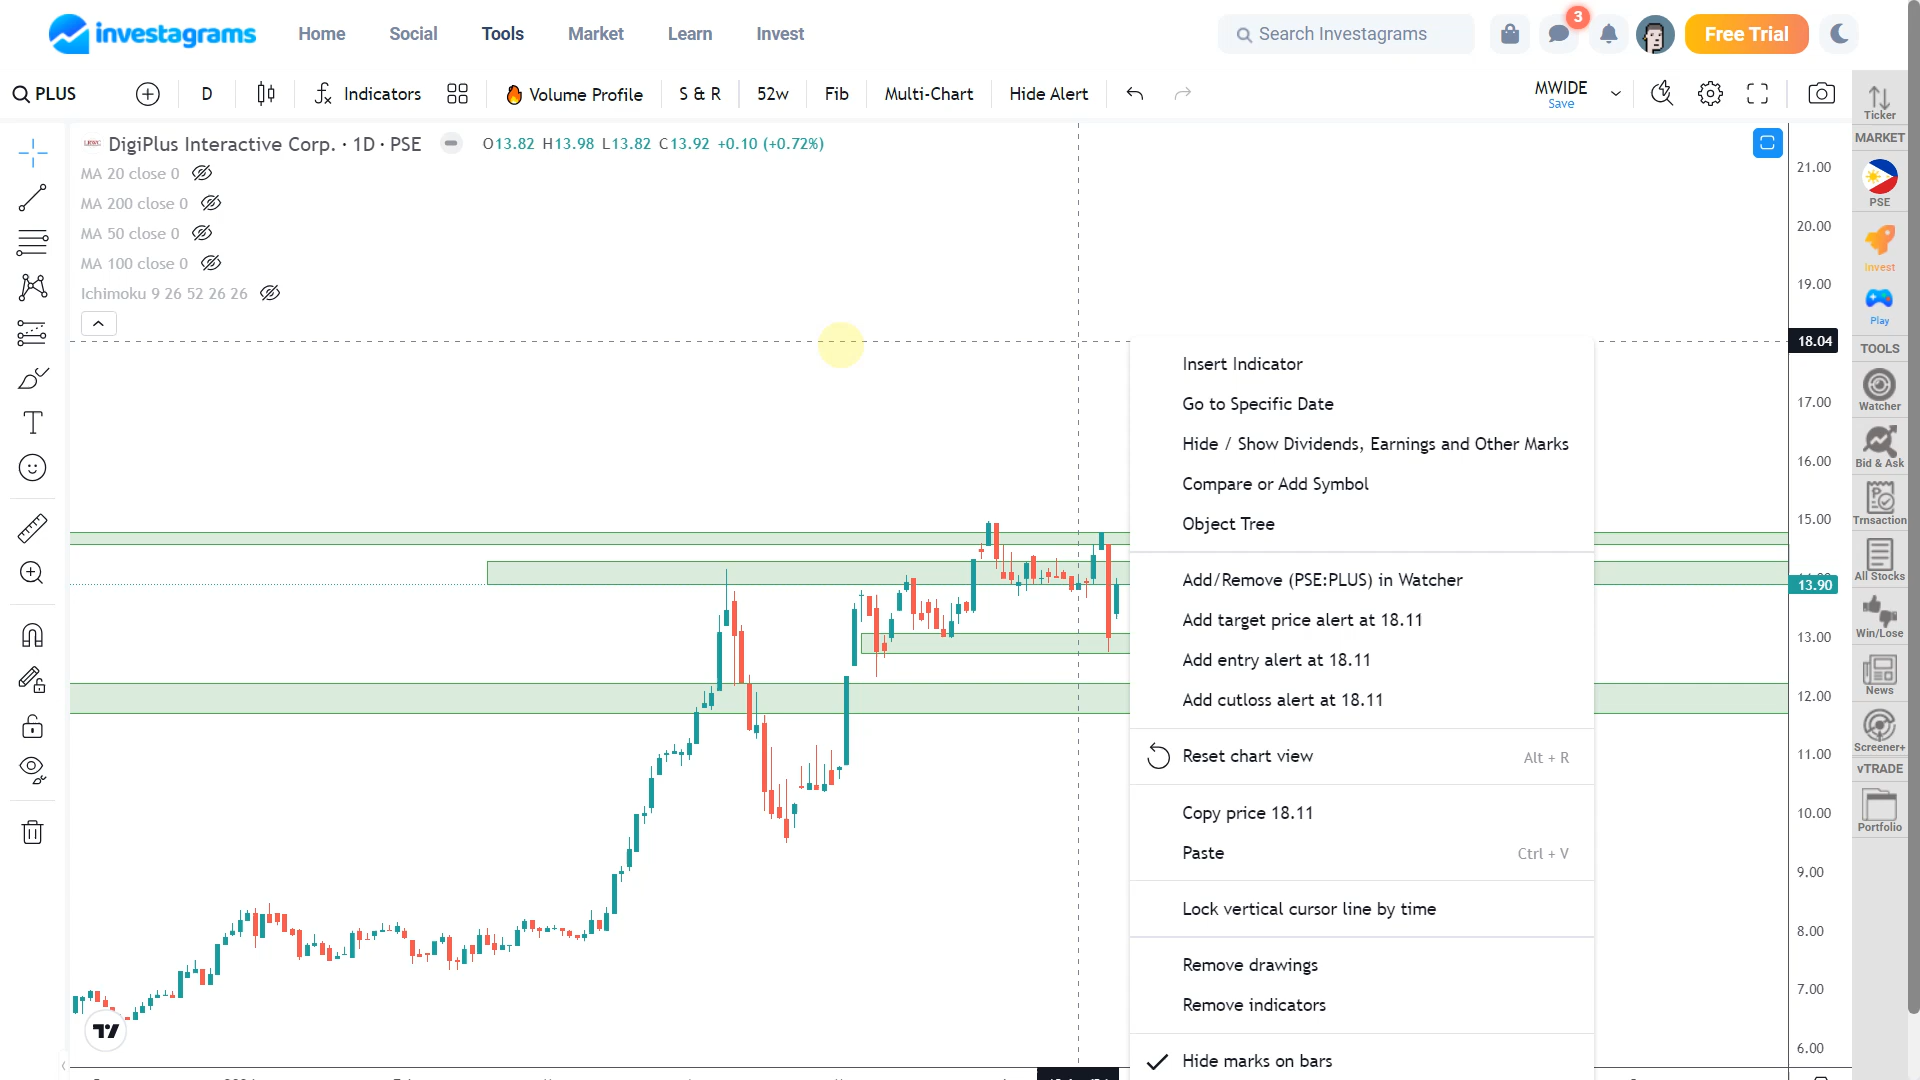 investagrams Home Social Tools Market Learn Invest Search Investagrams 3 Free Trial
PLUS D Indicators Volume Profile S & R 52w Fib Multi-Chart Hide Alert MWIDE Save
DigiPlus Interactive Corp. · 1D · PSE O13.82 H13.98 L13.82 C13.92 +0.10 (+0.72%)
MA 20 close 0
MA 200 close 0
MA 50 close 0
MA 100 close 0
Ichimoku 9 26 52 26 26
Insert Indicator
Go to Specific Date
Hide / Show Dividends, Earnings and Other Marks
Compare or Add Symbol
Object Tree
Add/Remove (PSE:PLUS) in Watcher
Add target price alert at 18.11
Add entry alert at 18.11
Add cutloss alert at 18.11
Reset chart view Alt + R
Copy price 18.11
Paste Ctrl + V
Lock vertical cursor line by time
Remove drawings
Remove indicators
Hide marks on bars
21.00
20.00
19.00
18.04
17.00
16.00
15.00
13.90
13.00
12.00
11.00
10.00
9.00
8.00
7.00
6.00
Ticker
MARKET
PSE
Invest
Play
TOOLS
Watcher
Bid & Ask
Trnsaction
All Stocks
Win/Lose
News
Screener+
vTRADE
Portfolio